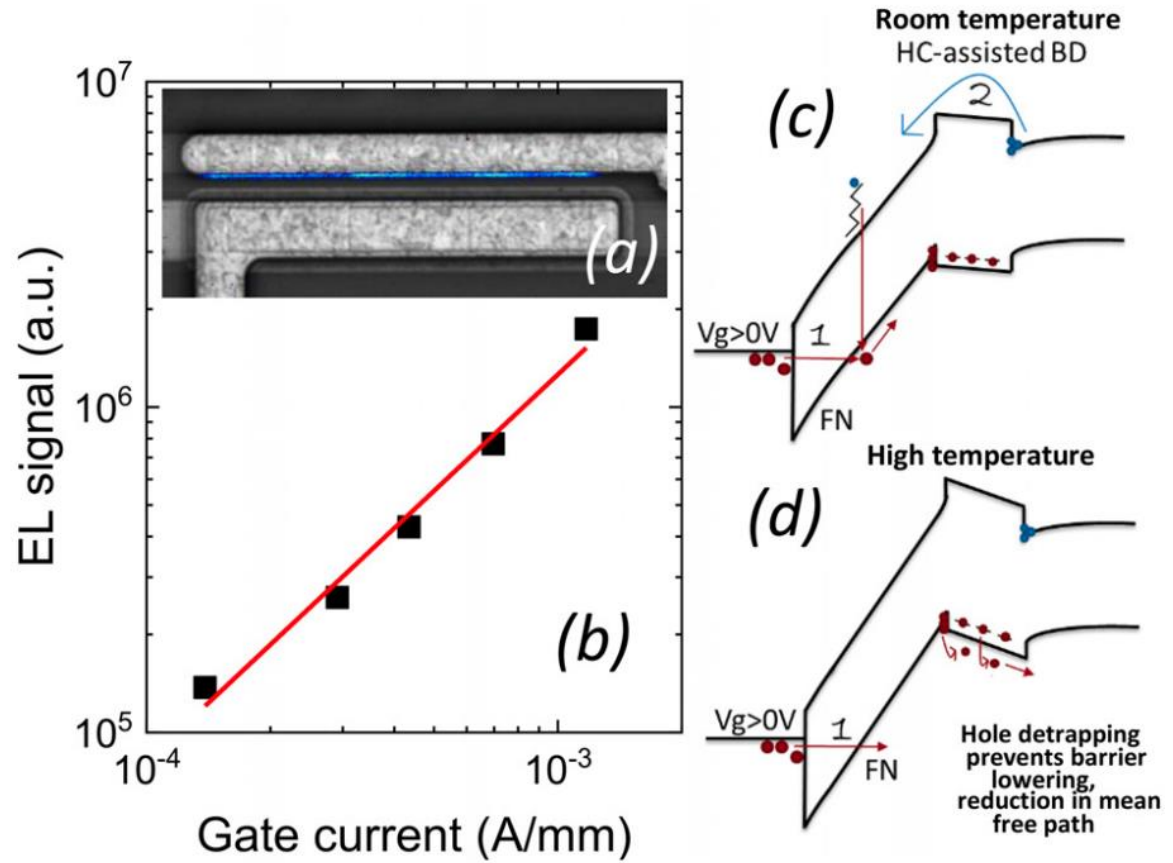 10^7
10^6
10^5
EL signal (a.u.)
(a)
(b)
10^-4
10^-3
Gate current (A/mm)
Room temperature
HC-assisted BD
(c)
2
Vg>0V
1
FN
High temperature
(d)
Vg>0V
1
FN
Hole detrapping
prevents barrier
lowering,
reduction in mean
free path